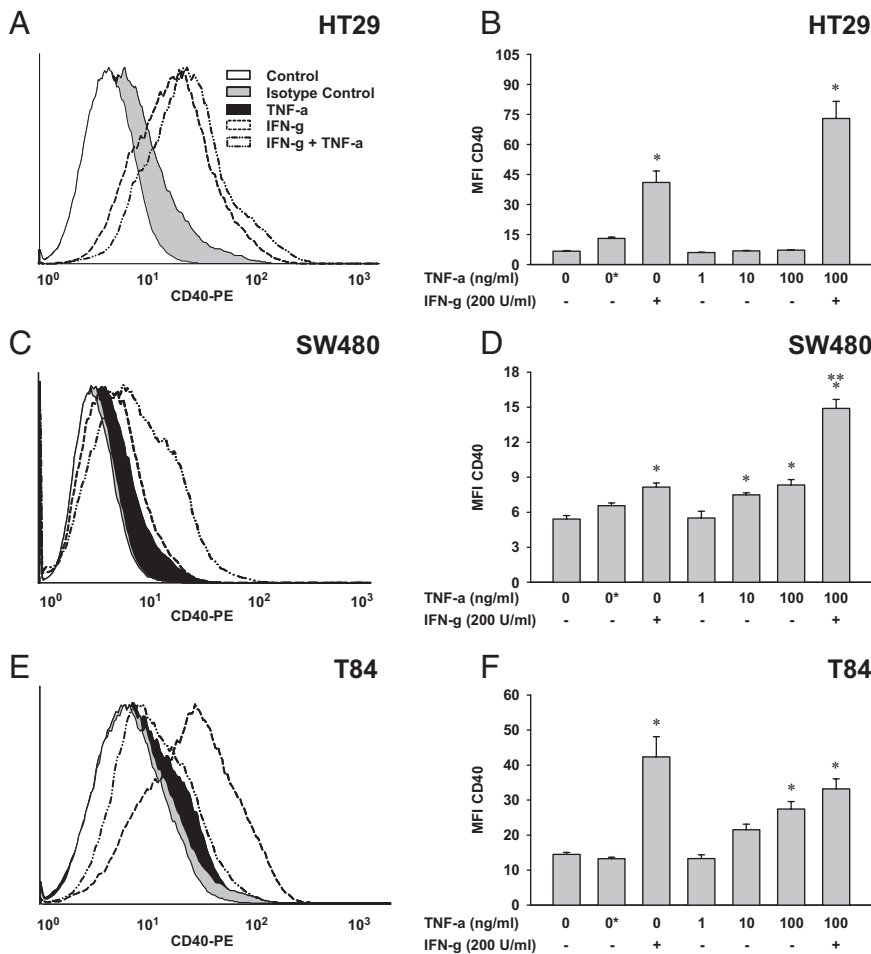 A HT29
Control
Isotype Control
TNF-a
IFN-g
IFN-g + TNF-a
10⁰ 10¹ 10² 10³
CD40-PE
B HT29
105
90
75
60
45
30
15
0
MFI CD40
*
*
TNF-a (ng/ml) 0 0* 0 1 10 100 100
IFN-g (200 U/ml) - - + - - - +
C SW480
10⁰ 10¹ 10² 10³
CD40-PE
D SW480
18
15
12
9
6
3
0
MFI CD40
*
*
*
**
*
TNF-a (ng/ml) 0 0* 0 1 10 100 100
IFN-g (200 U/ml) - - + - - - +
E T84
10⁰ 10¹ 10² 10³
CD40-PE
F T84
60
50
40
30
20
10
0
MFI CD40
*
*
*
TNF-a (ng/ml) 0 0* 0 1 10 100 100
IFN-g (200 U/ml) - - + - - - +